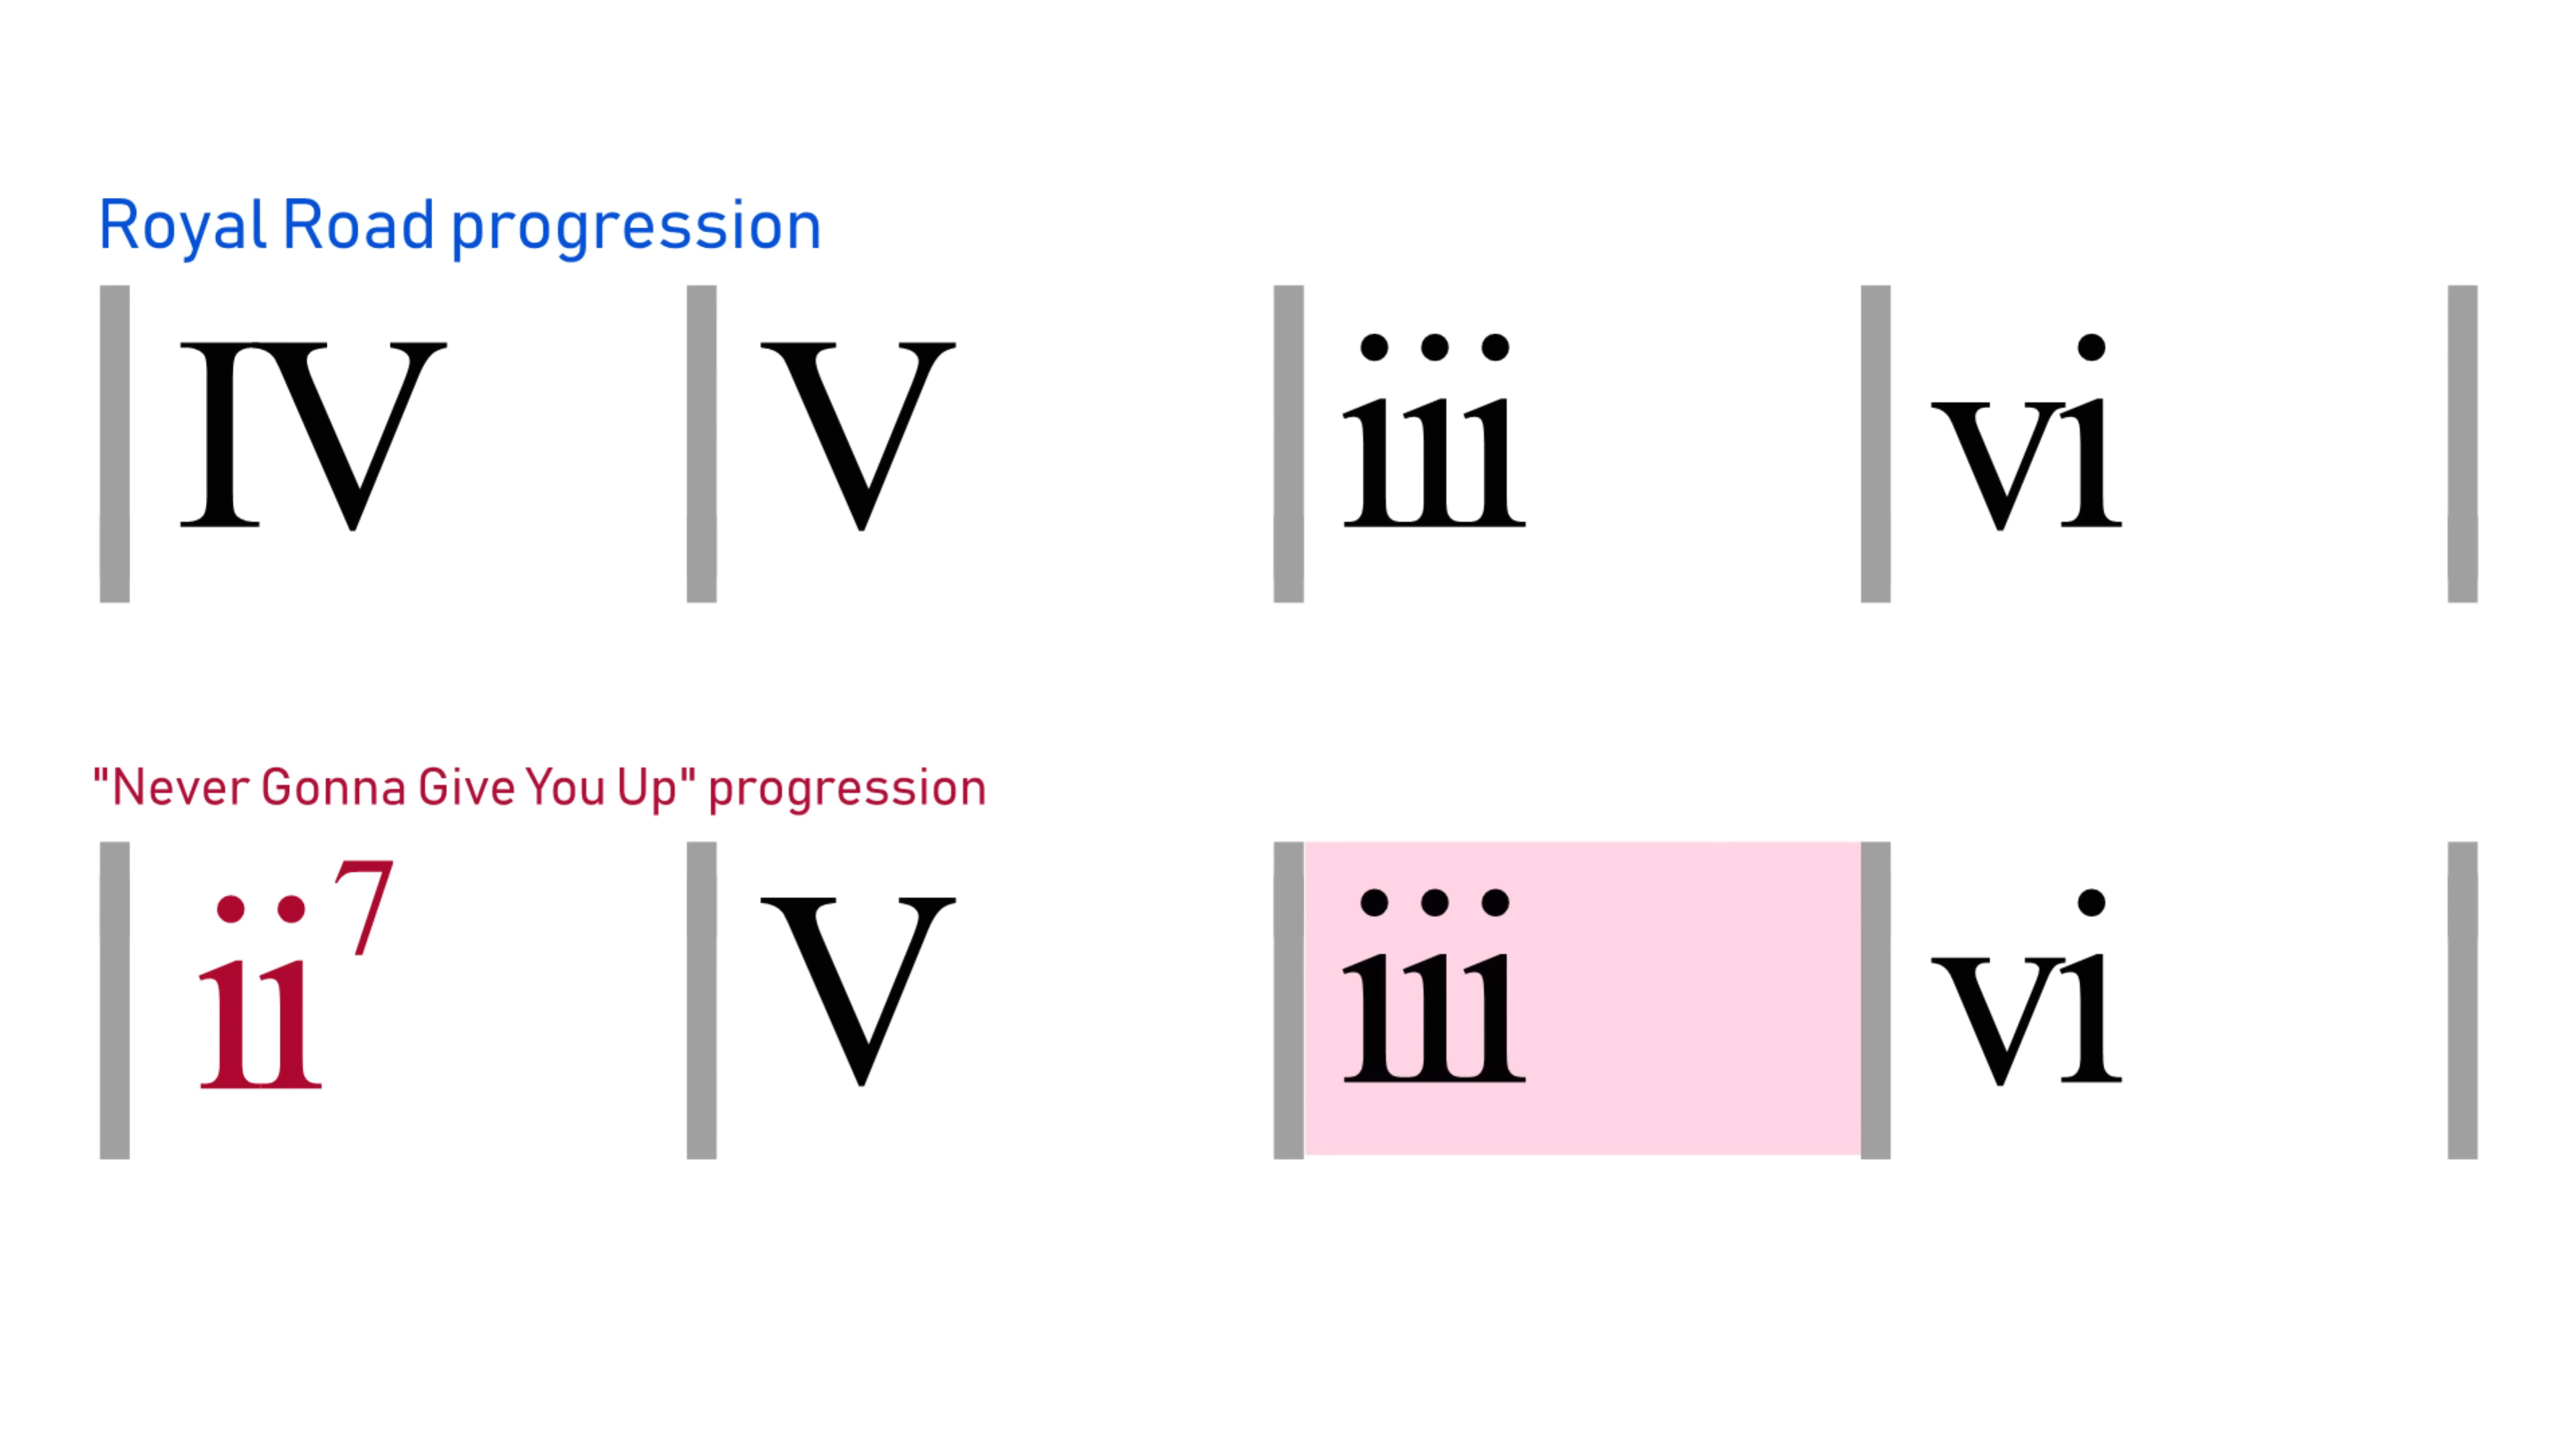 Royal Road progression
IV V iii vi
"Never Gonna Give You Up" progression
ii⁷ V iii vi